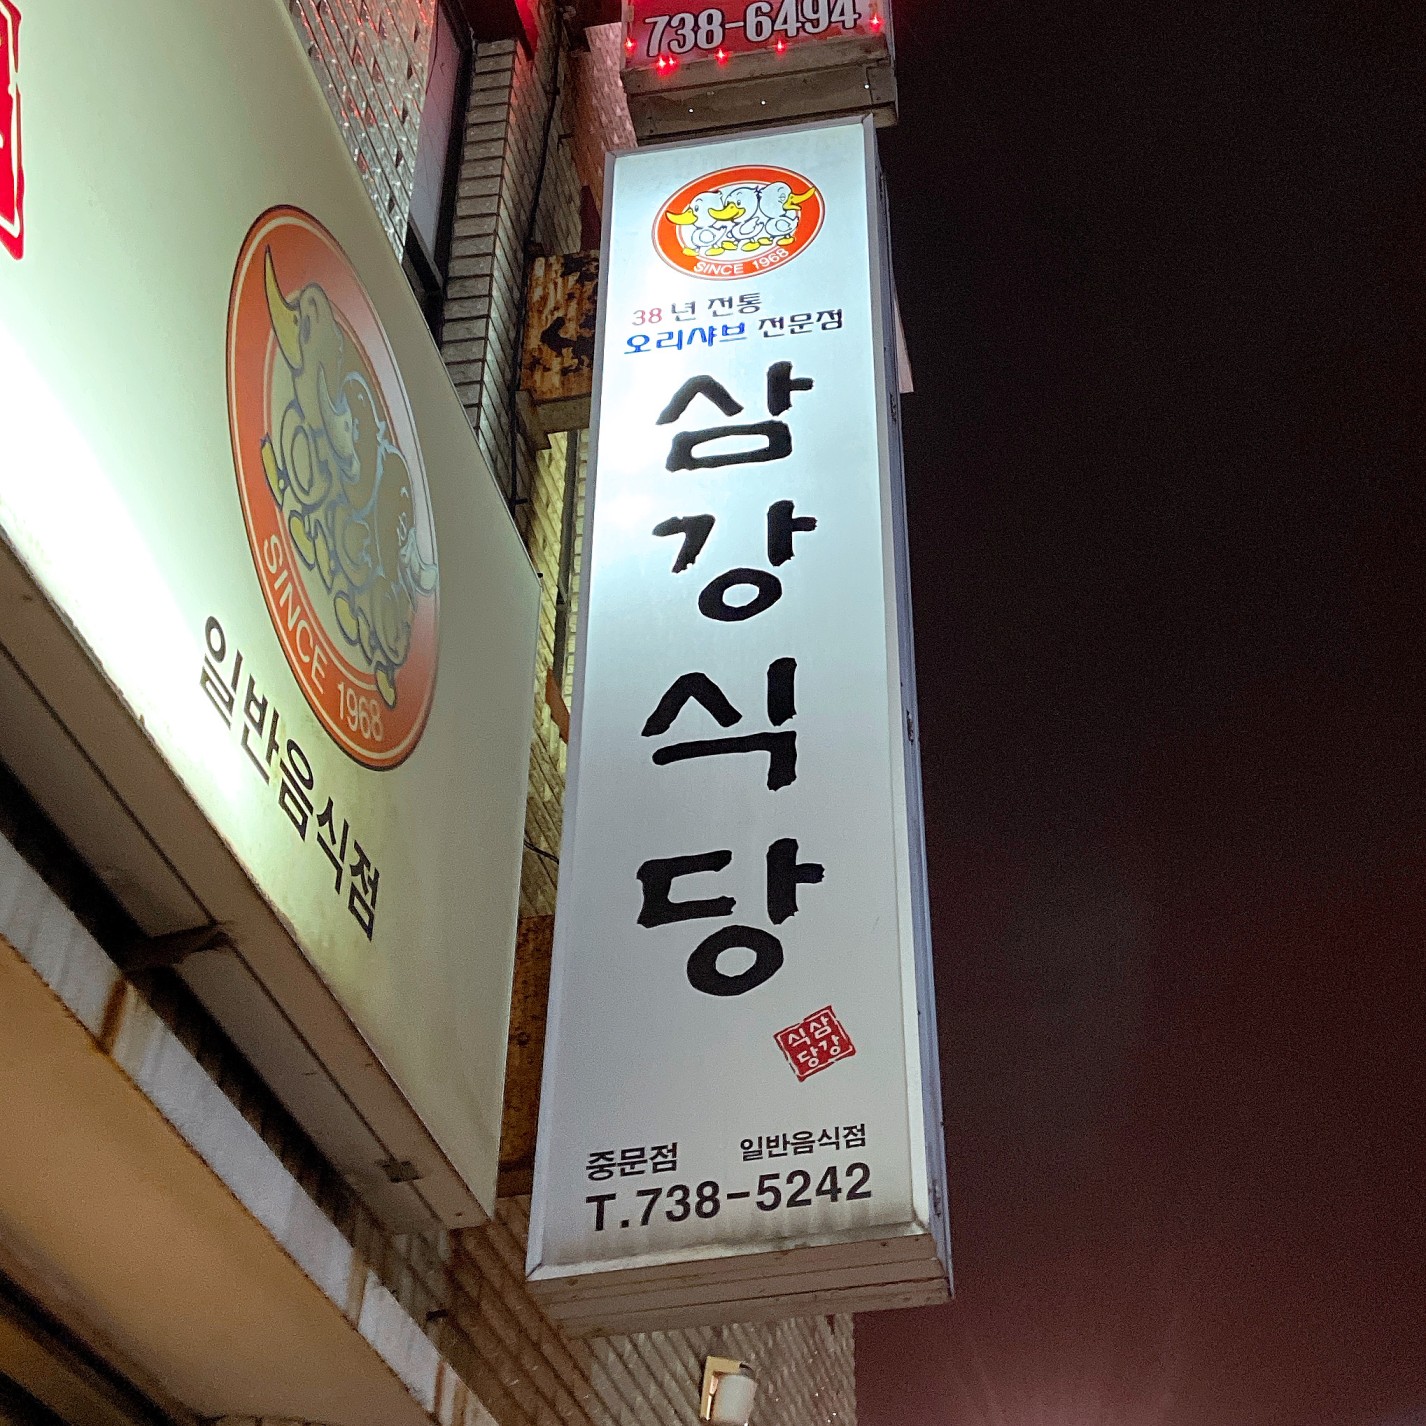 738-6494
SINCE 1968
38년 전통
오리샤브 전문점
삼강식당
삼강
식당
중문점 일반음식점
T.738-5242
SINCE 1968
일반음식점